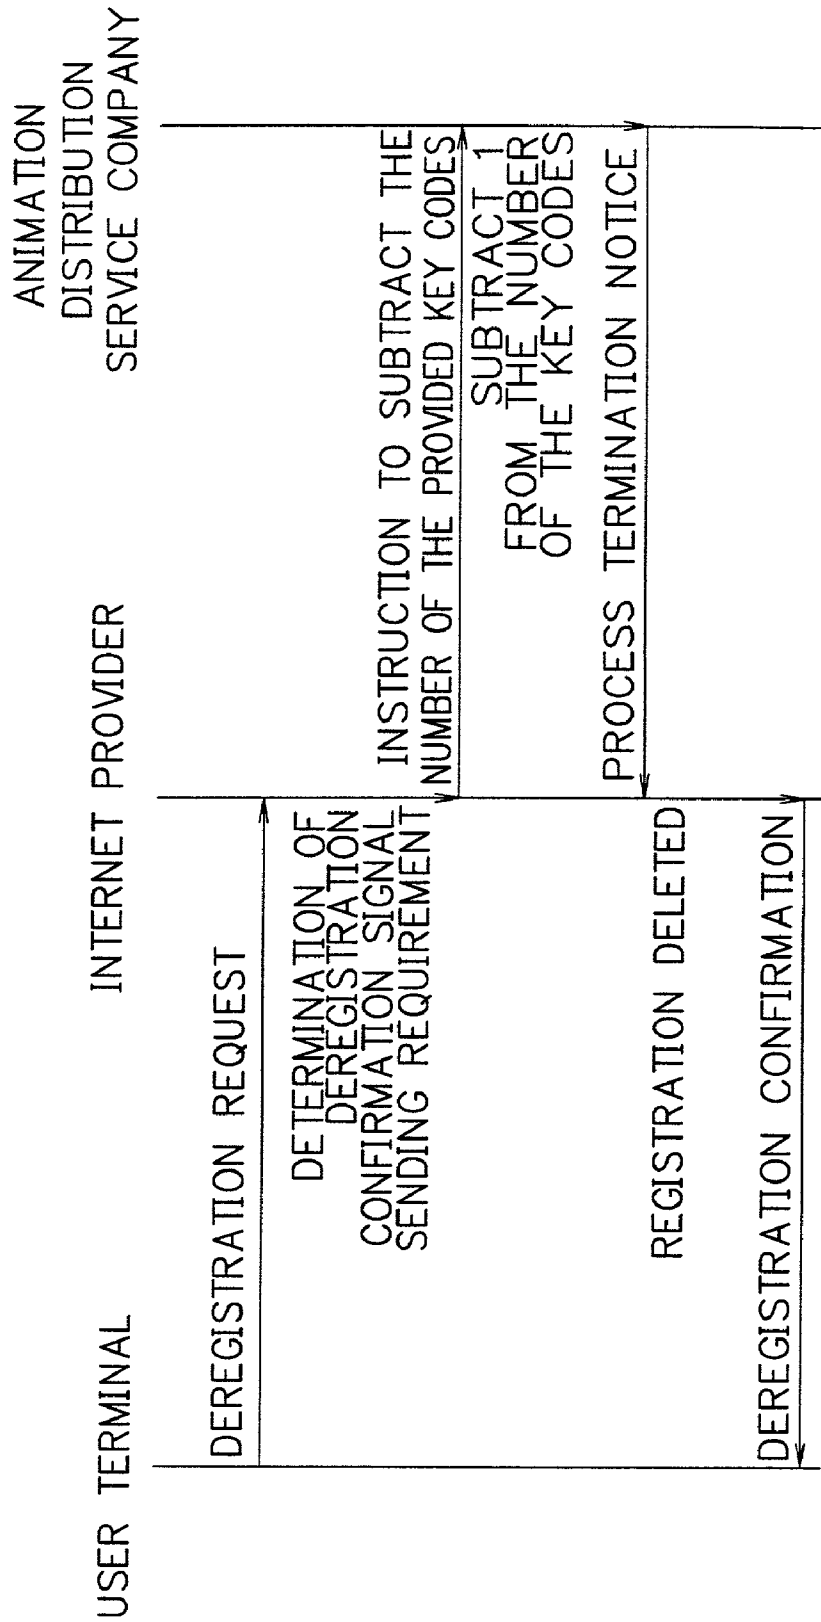 USER TERMINAL
INTERNET PROVIDER
ANIMATION
DISTRIBUTION
SERVICE COMPANY
DEREGISTRATION REQUEST
DETERMINATION OF
DEREGISTRATION
CONFIRMATION SIGNAL
SENDING REQUIREMENT
INSTRUCTION TO SUBTRACT THE
NUMBER OF THE PROVIDED KEY CODES
SUBTRACT 1
FROM THE NUMBER
OF THE KEY CODES
PROCESS TERMINATION NOTICE
REGISTRATION DELETED
DEREGISTRATION CONFIRMATION